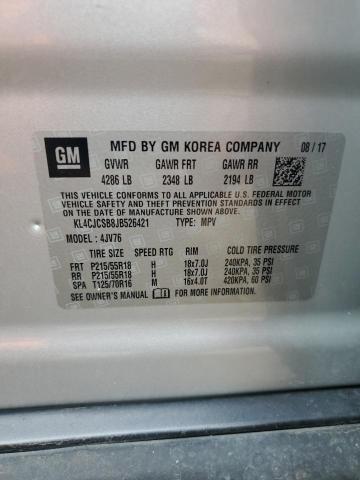 GM
MFD BY GM KOREA COMPANY 08/17
GVWR GAWR FRT GAWR RR
4286 LB 2348 LB 2194 LB
THIS VEHICLE CONFORMS TO ALL APPLICABLE U.S. FEDERAL MOTOR
VEHICLE SAFETY AND THEFT PREVENTION STANDARDS
IN EFFECT ON THE DATE OF MANUFACTURE SHOWN ABOVE.
KL4CJCSB8JB526421 TYPE: MPV
MODEL: 4JV76
TIRE SIZE SPEED RTG RIM COLD TIRE PRESSURE
FRT P215/55R18 H 18x7.0J 240KPA, 35 PSI
RR P215/55R18 H 18x7.0J 240KPA, 35 PSI
SPA T125/70R16 M 16x4.0T 420KPA, 60 PSI
SEE OWNER'S MANUAL FOR ADDITIONAL INFORMATION.